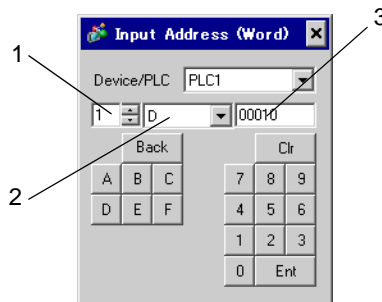 3
1
Input Address (Word)
Device/PLC PLC1
1 D 00010
2
Back Clr
A B C 7 8 9
D E F 4 5 6
1 2 3
0 Ent